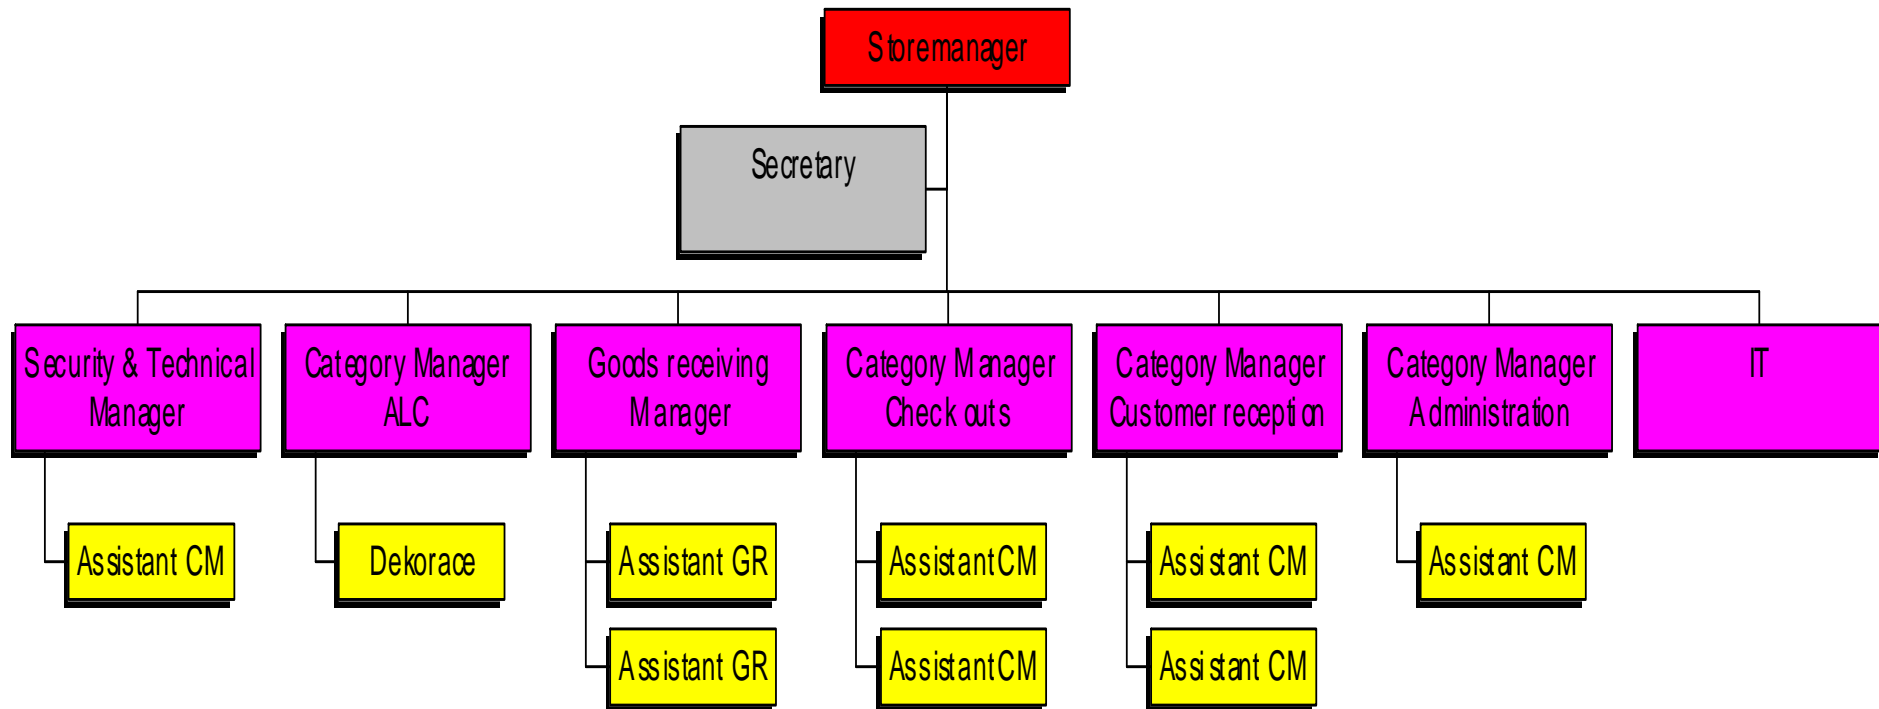 Storemanager
Secretary
Security & Technical
Manager
Category Manager
ALC
Goods receiving
Manager
Category Manager
Check outs
Category Manager
Customer reception
Category Manager
Administration
IT
Assistant CM
Dekorace
Assistant GR
Assistant CM
Assistant CM
Assistant CM
Assistant GR
Assistant CM
Assistant CM